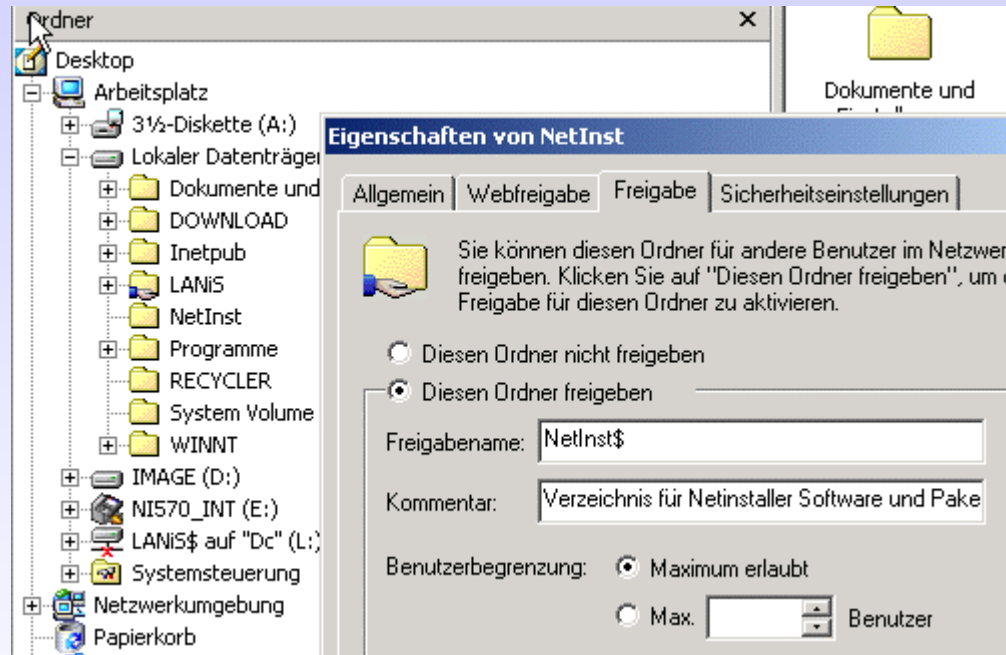 Ordner
Desktop
Arbeitsplatz
3½-Diskette (A:)
Lokaler Datenträger
Dokumente und
DOWNLOAD
Inetpub
LANiS
NetInst
Programme
RECYCLER
System Volume
WINNT
IMAGE (D:)
NI570_INT (E:)
LANiS$ auf "Dc" (L:)
Systemsteuerung
Netzwerkumgebung
Papierkorb
Dokumente und
Eigenschaften von NetInst
Allgemein Webfreigabe Freigabe Sicherheitseinstellungen
Sie können diesen Ordner für andere Benutzer im Netzwer
freigeben. Klicken Sie auf "Diesen Ordner freigeben", um
Freigabe für diesen Ordner zu aktivieren.
Diesen Ordner nicht freigeben
Diesen Ordner freigeben
Freigabename: NetInst$
Kommentar: Verzeichnis für Netinstaller Software und Pake
Benutzerbegrenzung: Maximum erlaubt
Max. Benutzer